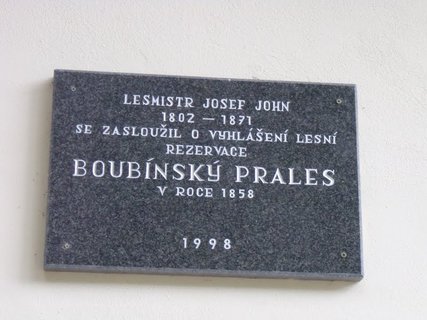 LESMISTR JOSEF JOHN
1802 — 1871
SE ZASLOUŽIL O VYHLÁŠENÍ LESNÍ
REZERVACE
BOUBÍNSKÝ PRALES
V ROCE 1858
1998